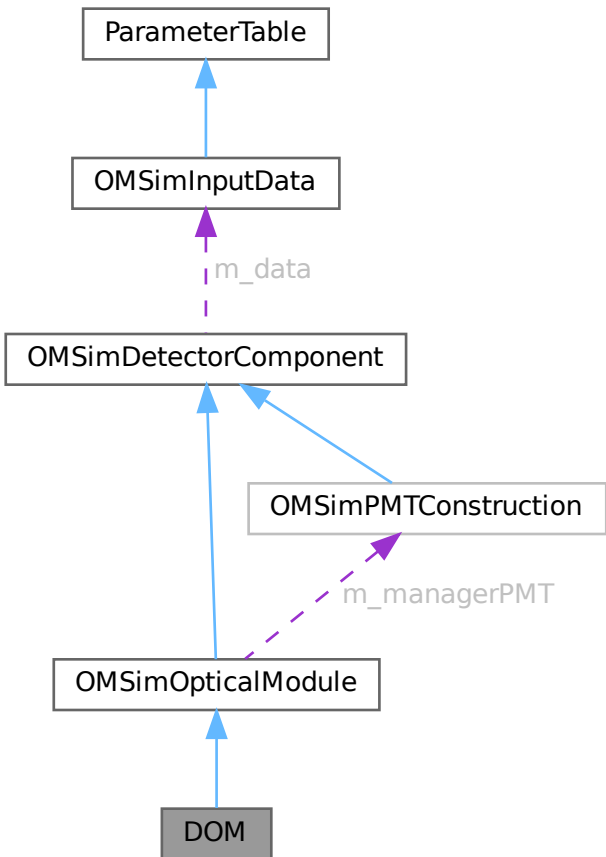 ParameterTable
OMSimInputData
m_data
OMSimDetectorComponent
OMSimPMTConstruction
m_managerPMT
OMSimOpticalModule
DOM